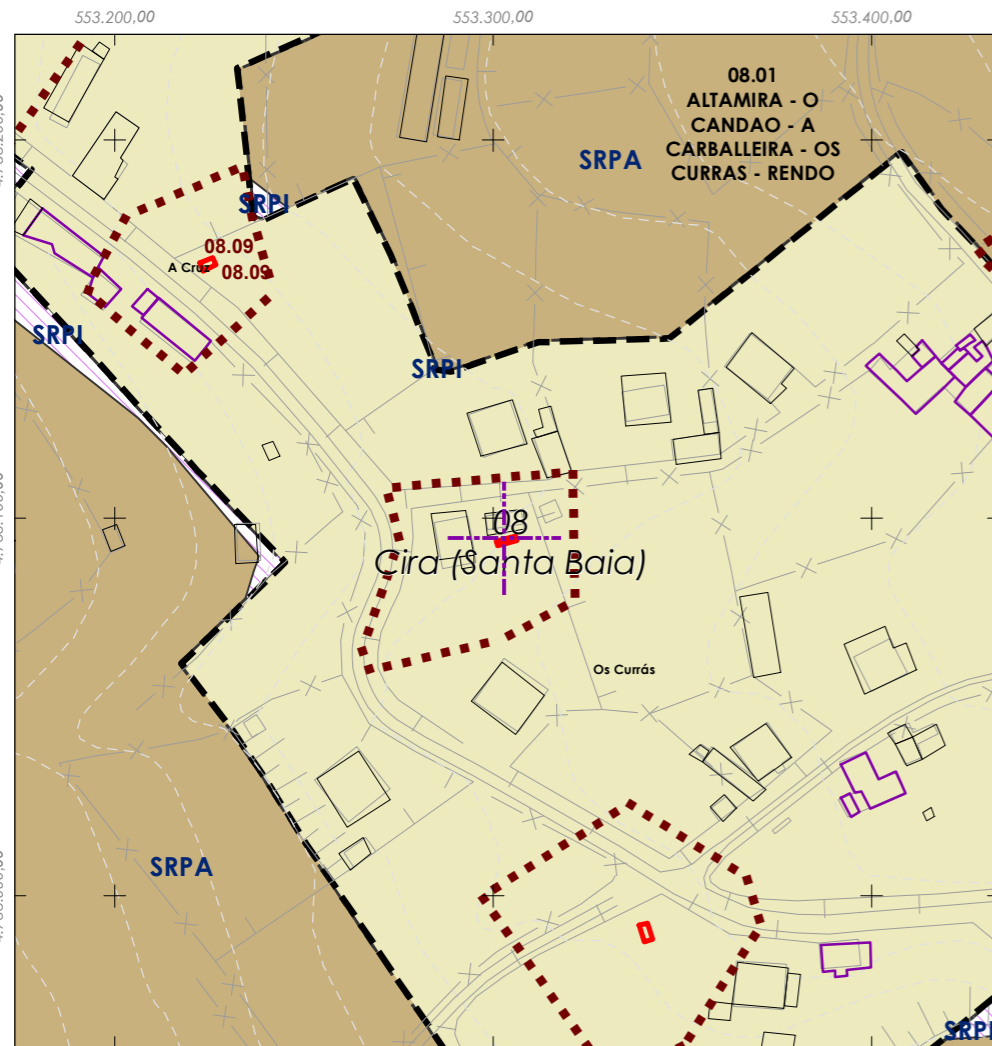 553.200,00
553.300,00
553.400,00
08.01
ALTAMIRA - O
CANDAO - A
CARBALLEIRA - OS
CURRAS - RENDO
SRPA
SRPI
08.09
A Cruz
08.09
SRPI
SRPI
08
Cira (Santa Baia)
Os Currás
SRPA
SRPI